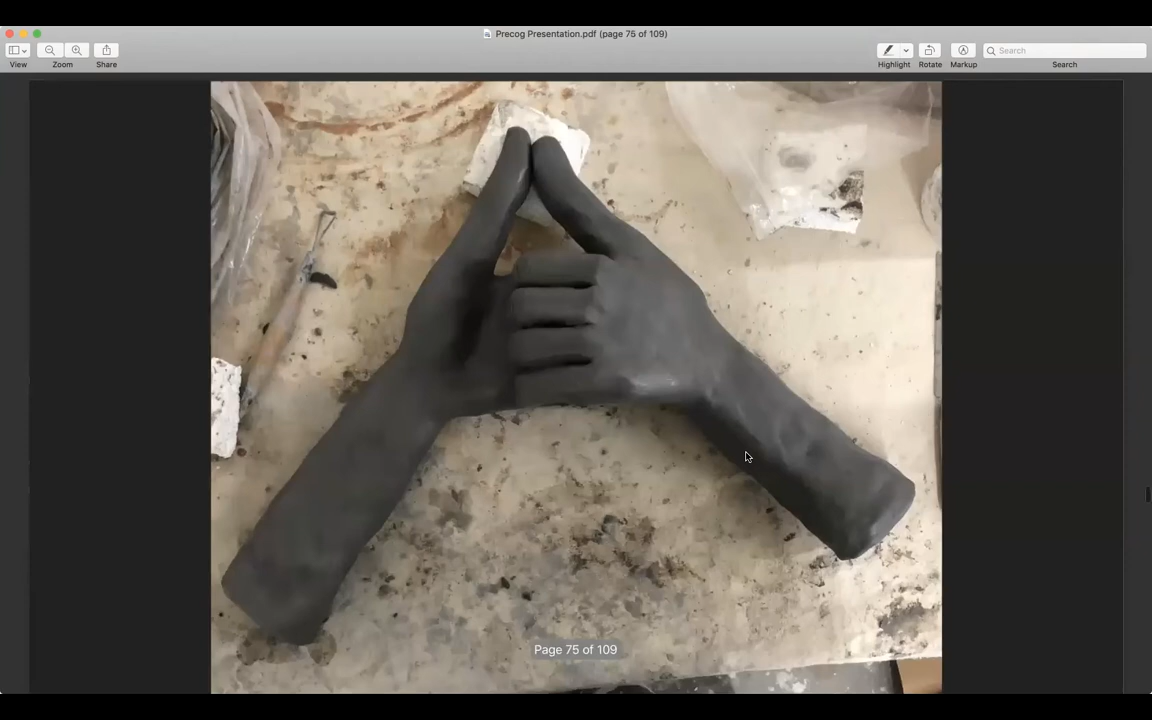 Precog Presentation.pdf (page 75 of 109)
View
Zoom
Share
Highlight
Rotate
Markup
Search
Search
Page 75 of 109